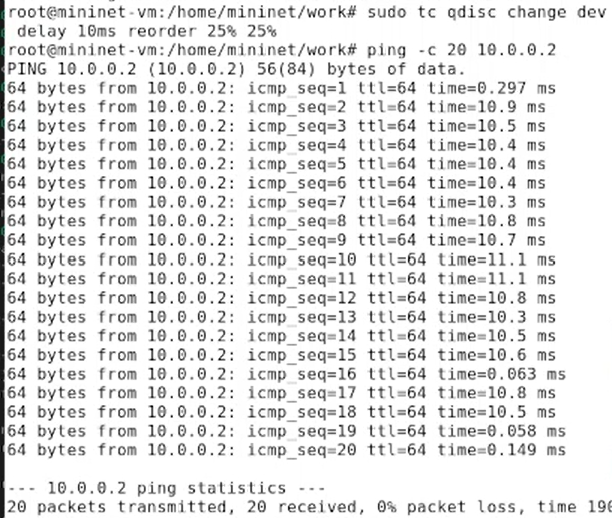 root@mininet-vm:/home/mininet/work# sudo tc qdisc change dev
 delay 10ms reorder 25% 25%
root@mininet-vm:/home/mininet/work# ping -c 20 10.0.0.2
PING 10.0.0.2 (10.0.0.2) 56(84) bytes of data.
64 bytes from 10.0.0.2: icmp_seq=1 ttl=64 time=0.297 ms
64 bytes from 10.0.0.2: icmp_seq=2 ttl=64 time=10.9 ms
64 bytes from 10.0.0.2: icmp_seq=3 ttl=64 time=10.5 ms
64 bytes from 10.0.0.2: icmp_seq=4 ttl=64 time=10.4 ms
64 bytes from 10.0.0.2: icmp_seq=5 ttl=64 time=10.4 ms
64 bytes from 10.0.0.2: icmp_seq=6 ttl=64 time=10.4 ms
64 bytes from 10.0.0.2: icmp_seq=7 ttl=64 time=10.3 ms
64 bytes from 10.0.0.2: icmp_seq=8 ttl=64 time=10.8 ms
64 bytes from 10.0.0.2: icmp_seq=9 ttl=64 time=10.7 ms
64 bytes from 10.0.0.2: icmp_seq=10 ttl=64 time=11.1 ms
64 bytes from 10.0.0.2: icmp_seq=11 ttl=64 time=11.1 ms
64 bytes from 10.0.0.2: icmp_seq=12 ttl=64 time=10.8 ms
64 bytes from 10.0.0.2: icmp_seq=13 ttl=64 time=10.3 ms
64 bytes from 10.0.0.2: icmp_seq=14 ttl=64 time=10.5 ms
64 bytes from 10.0.0.2: icmp_seq=15 ttl=64 time=10.6 ms
64 bytes from 10.0.0.2: icmp_seq=16 ttl=64 time=0.063 ms
64 bytes from 10.0.0.2: icmp_seq=17 ttl=64 time=10.8 ms
64 bytes from 10.0.0.2: icmp_seq=18 ttl=64 time=10.5 ms
64 bytes from 10.0.0.2: icmp_seq=19 ttl=64 time=0.058 ms
64 bytes from 10.0.0.2: icmp_seq=20 ttl=64 time=0.149 ms

--- 10.0.0.2 ping statistics ---
20 packets transmitted, 20 received, 0% packet loss, time